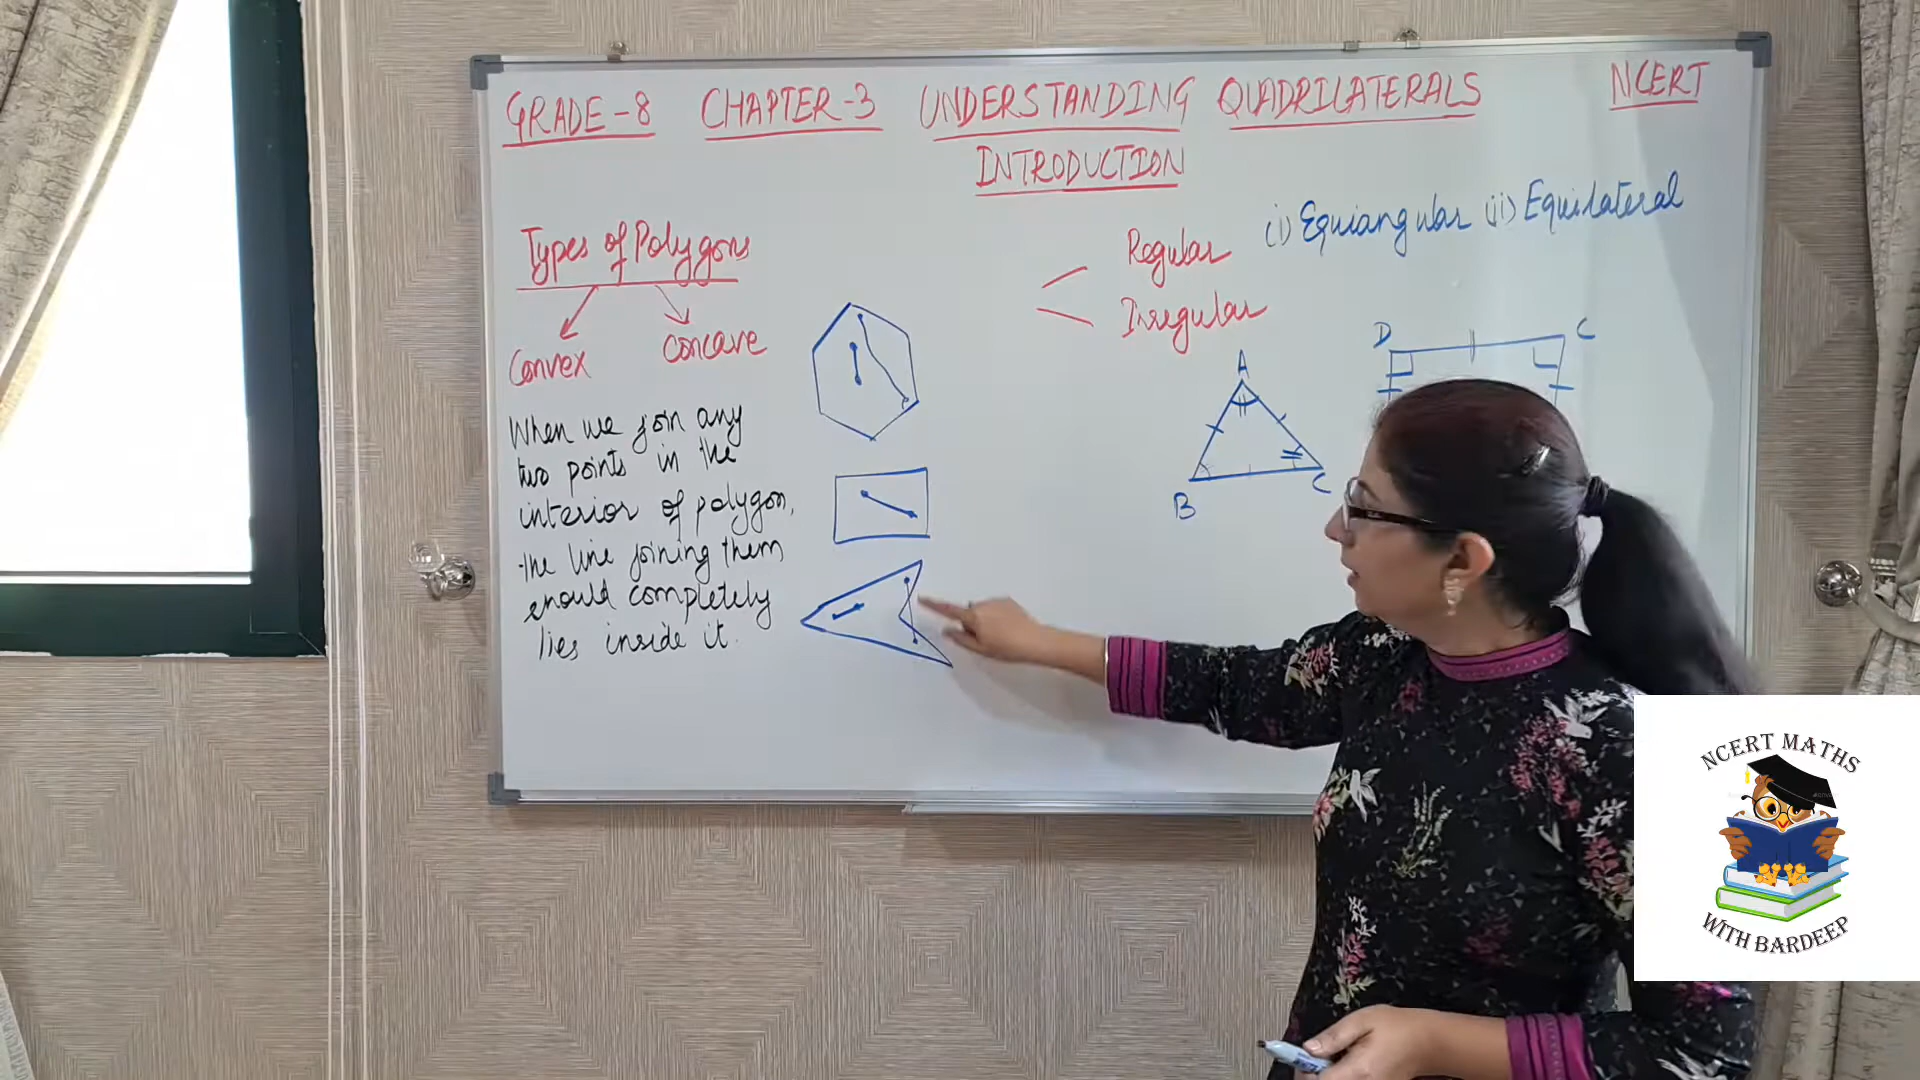 GRADE-8 CHAPTER-3 UNDERSTANDING QUADRILATERALS NCERT
INTRODUCTION
Types of Polygons
Convex
Concave
When we join any
two points in the
interior of polygon,
the line joining them
should completely
lies inside it.
Regular
Irregular
(i) Equiangular (ii) Equilateral
A
B
C
D
C
NCERT MATHS
WITH BARDEEP